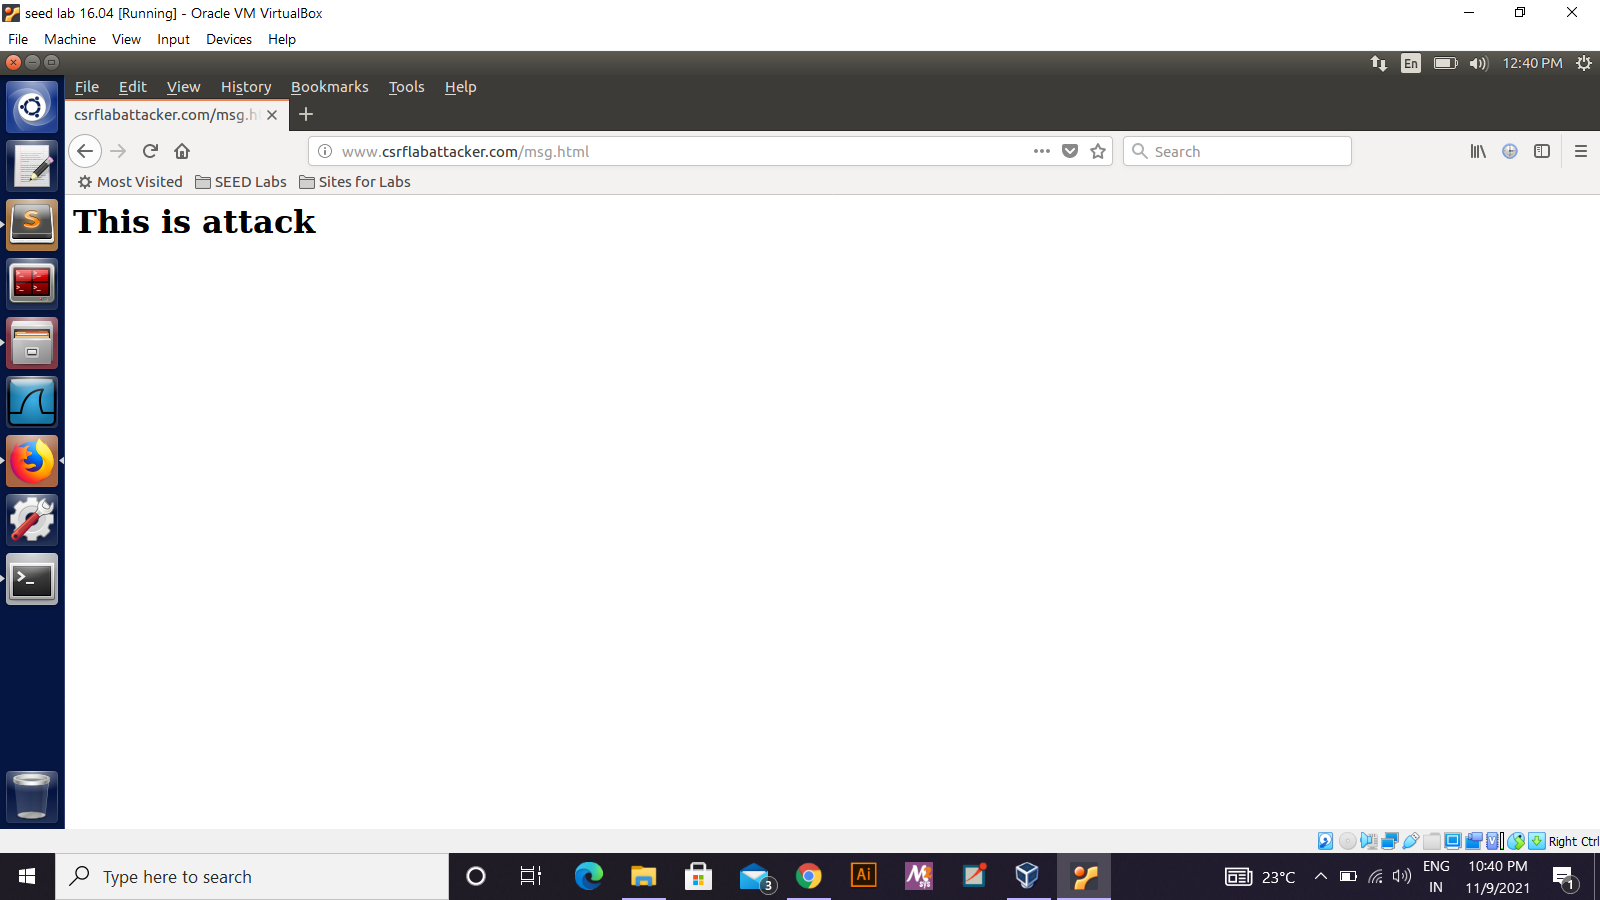 seed lab 16.04 [Running] - Oracle VM VirtualBox
File Machine View Input Devices Help
En 12:40 PM
File Edit View History Bookmarks Tools Help
csrflabattacker.com/msg.h
www.csrflabattacker.com/msg.html
Search
Most Visited SEED Labs Sites for Labs
This is attack
Right Ctrl
Type here to search
3
Ai
23°C
ENG
IN
10:40 PM
11/9/2021
1